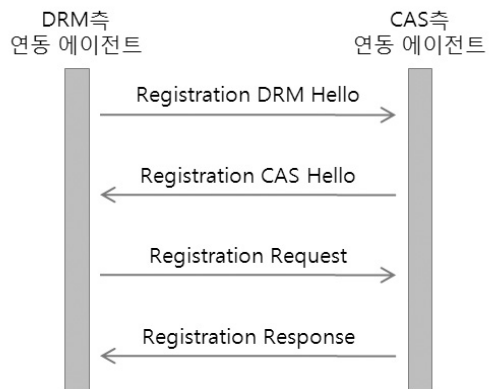 DRM측
연동 에이전트
CAS측
연동 에이전트
Registration DRM Hello
Registration CAS Hello
Registration Request
Registration Response